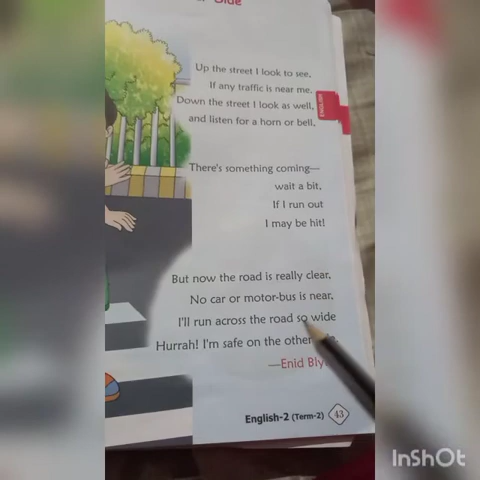 Side
Up the street I look to see,
If any traffic is near me.
Down the street I look as well,
and listen for a horn or bell.
ENGLISH
There's something coming—
wait a bit,
If I run out
I may be hit!
But now the road is really clear,
No car or motor-bus is near,
I'll run across the road so wide
Hurrah! I'm safe on the other
—Enid
English-2 (Term-2) 43
InShOt